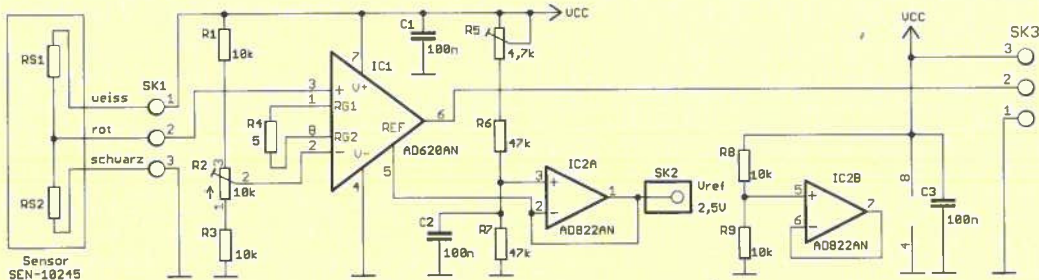 RS1
RS2
Sensor
SEN-10245
weiss
rot
schwarz
SK1
1
2
3
R1
10k
R2
10k
3
2
1
R3
10k
R4
5
IC1
AD620AN
7
3
1
8
2
+
RG1
RG2
-
V+
V-
REF
6
5
4
C1
100n
R5
4,7k
VCC
R6
47k
R7
47k
C2
100n
IC2A
AD822AN
3
2
+
-
1
SK2
Uref
2,5V
R8
10k
R9
10k
IC2B
AD822AN
5
6
+
-
7
VCC
8
4
C3
100n
SK3
3
2
1